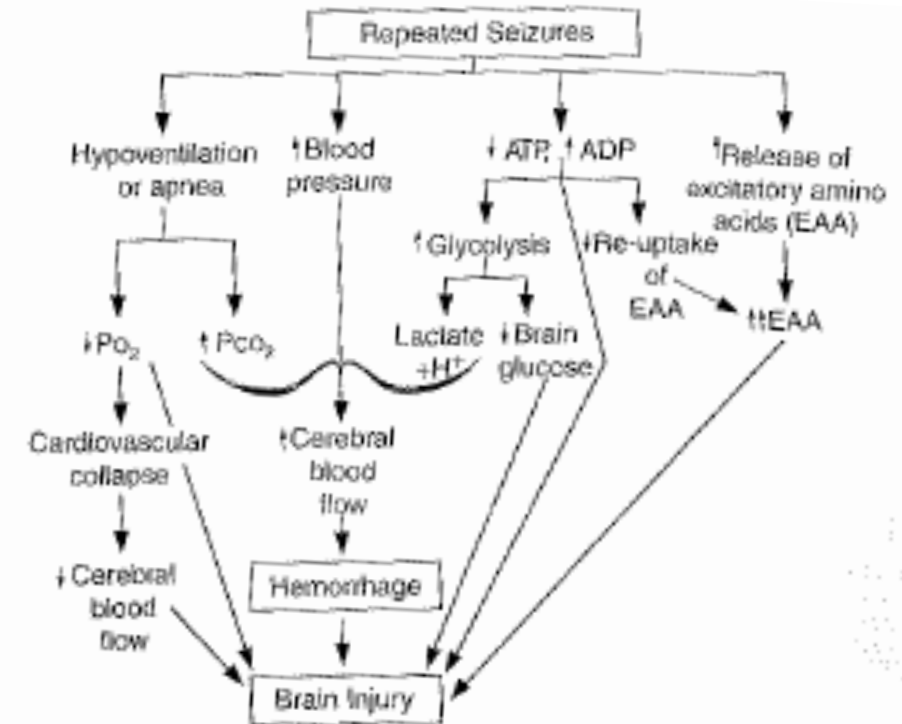 Repeated Seizures
Hypoventilation
or apnea
↑Blood
pressure
↓ ATP, ↑ ADP
↑Release of
excitatory amino
acids (EAA)
↑Glycolysis
↓Re-uptake
of
EAA
↓Po₂
↑Pco₂
Lactate
+H⁺
↓Brain
glucose
↑↑EAA
Cardiovascular
collapse
↑Cerebral
blood
flow
↓Cerebral
blood
flow
Hemorrhage
Brain Injury